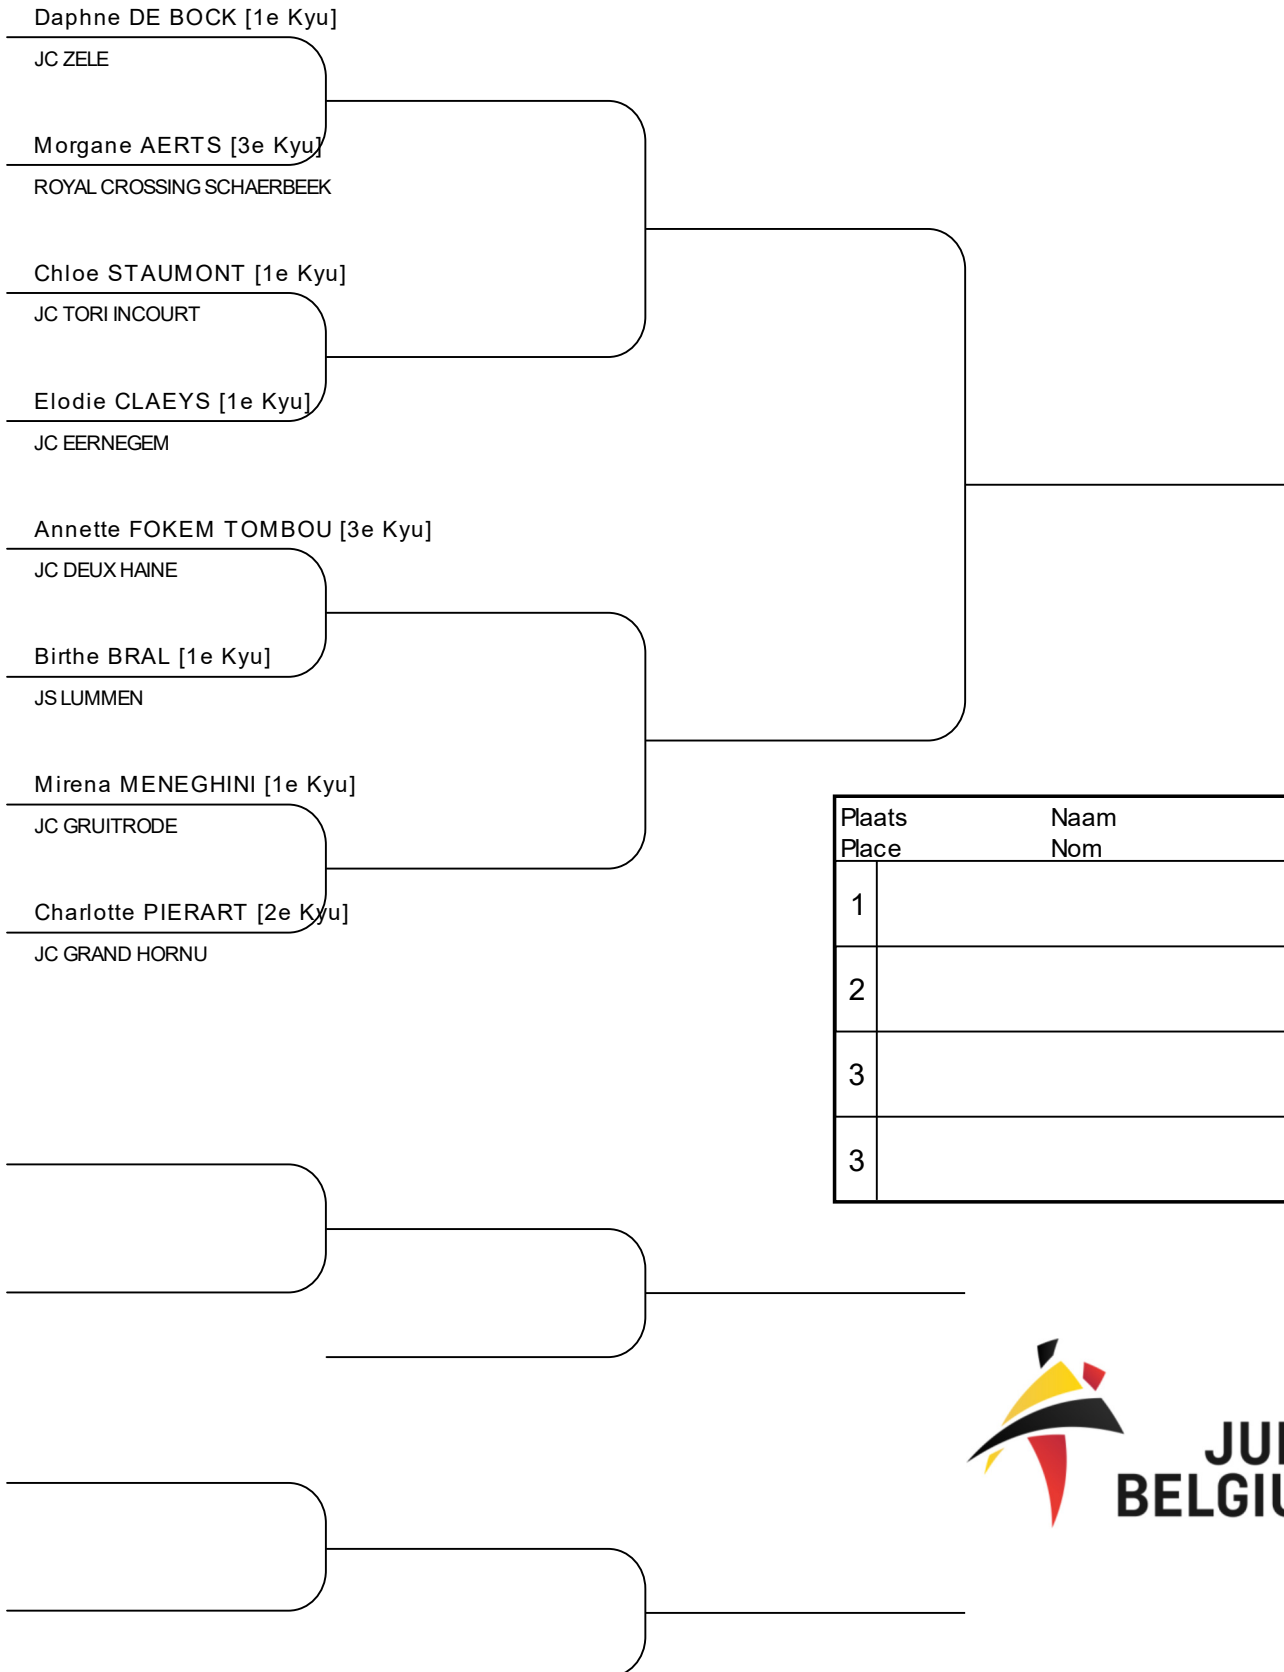 Daphne DE BOCK [1e Kyu]
JC ZELE
Morgane AERTS [3e Kyu]
ROYAL CROSSING SCHAERBEEK
Chloe STAUMONT [1e Kyu]
JC TORI INCOURT
Elodie CLAEYS [1e Kyu]
JC EERNEGEM
Annette FOKEM TOMBOU [3e Kyu]
JC DEUX HAINE
Birthe BRAL [1e Kyu]
JS LUMMEN
Mirena MENEGHINI [1e Kyu]
JC GRUITRODE
Charlotte PIERART [2e Kyu]
JC GRAND HORNU
Plaats Naam
Place Nom
1
2
3
3
JU
BELGIU